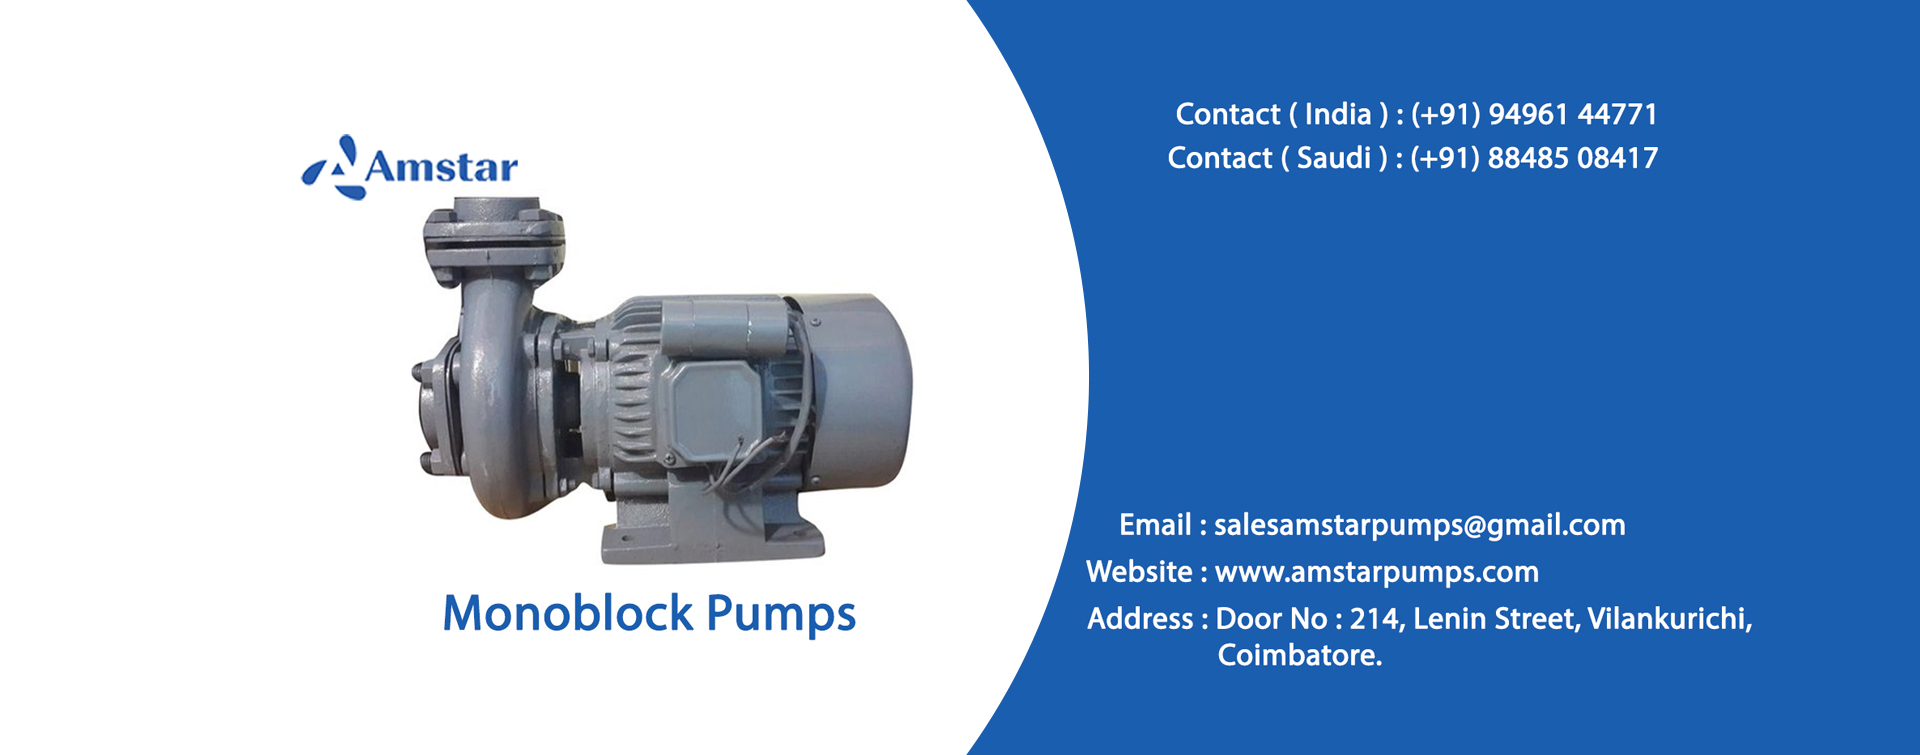 Amstar
Monoblock Pumps
Contact ( India ) : (+91) 94961 44771
Contact ( Saudi ) : (+91) 88485 08417
Email : salesamstarpumps@gmail.com
Website : www.amstarpumps.com
Address : Door No : 214, Lenin Street, Vilankurichi,
Coimbatore.